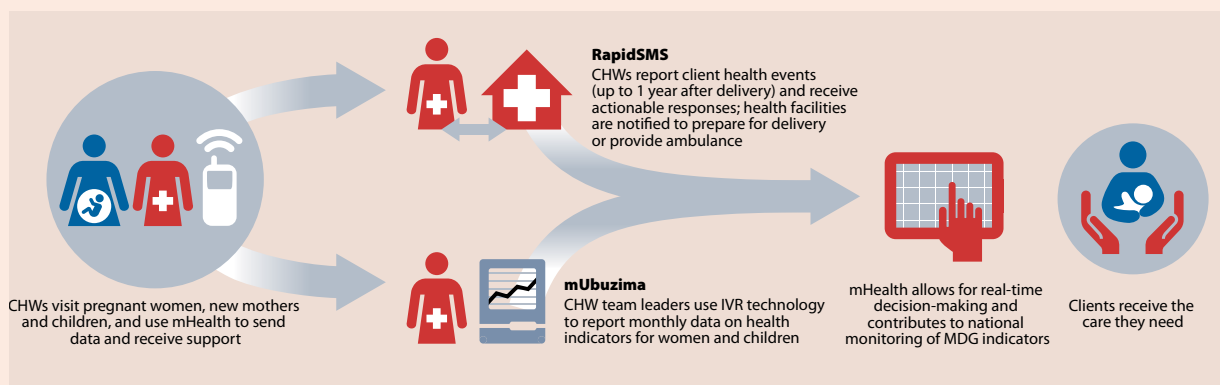 CHWs visit pregnant women, new mothers
and children, and use mHealth to send
data and receive support
RapidSMS
CHWs report client health events
(up to 1 year after delivery) and receive
actionable responses; health facilities
are notified to prepare for delivery
or provide ambulance
mUbuzima
CHW team leaders use IVR technology
to report monthly data on health
indicators for women and children
mHealth allows for real-time
decision-making and
contributes to national
monitoring of MDG indicators
Clients receive the
care they need